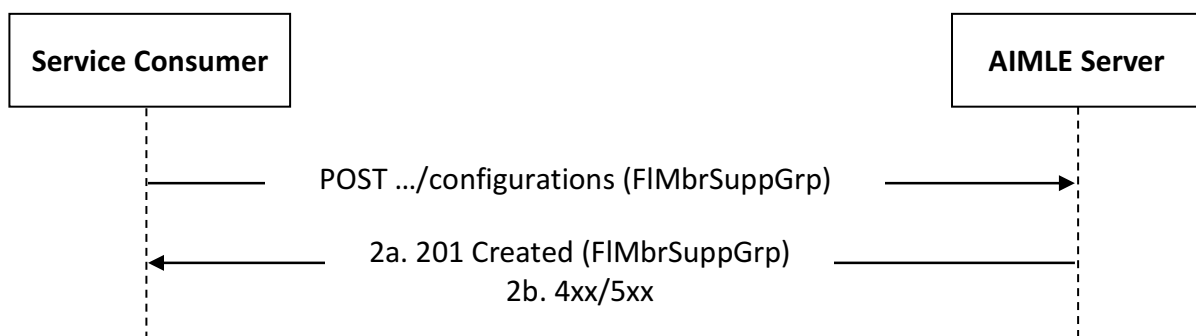 Service Consumer
AIMLE Server
POST …/configurations (FlMbrSuppGrp)
2a. 201 Created (FlMbrSuppGrp)
2b. 4xx/5xx